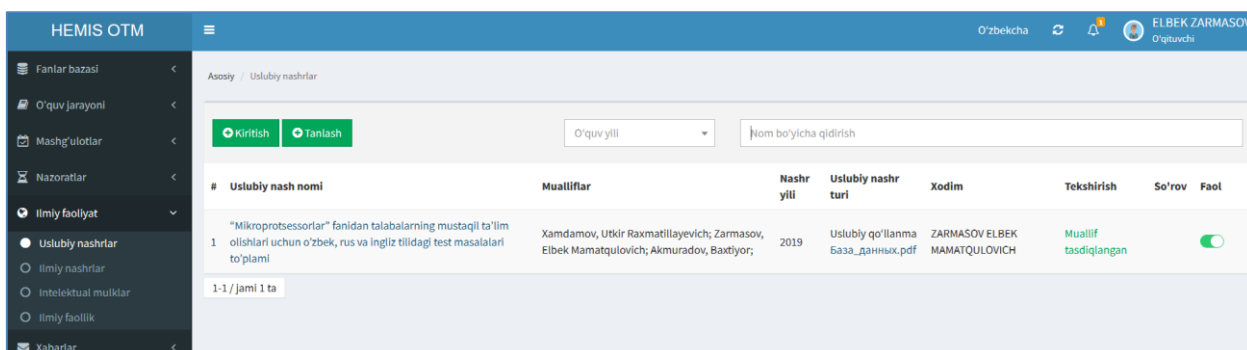 HEMIS OTM
O'zbekcha
1
ELBEK ZARMASOV
O'qituvchi
Fanlar bazasi
O'quv jarayoni
Mashg'ulotlar
Nazoratlar
Ilmiy faoliyat
Uslubiy nashrlar
Ilmiy nashrlar
Intelektual mulklar
Ilmiy faollik
Xabarlar
Asosiy / Uslubiy nashrlar
Kiritish
Tanlash
O'quv yili
Nom bo'yicha qidirish
# Uslubiy nash nomi Mualliflar Nashr yili Uslubiy nashr turi Xodim Tekshirish So'rov Faol
1
"Mikroprotsessorlar" fanidan talabalarning mustaqil ta'lim
olishlari uchun o'zbek, rus va ingliz tilidagi test masalalari
to'plami
Xamdamov, Utkir Raxmatillayevich; Zarmasov,
Elbek Mamatqulovich; Akmuradov, Baxtiyor;
2019
Uslubiy qo'llanma
База_данных.pdf
ZARMASOV ELBEK
MAMATQULOVICH
Muallif
tasdiqlangan
1-1 / jami 1 ta